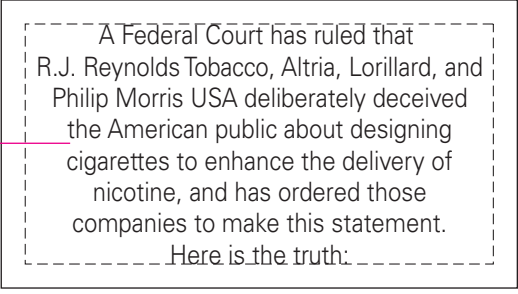 A Federal Court has ruled that
R.J. Reynolds Tobacco, Altria, Lorillard, and
Philip Morris USA deliberately deceived
the American public about designing
cigarettes to enhance the delivery of
nicotine, and has ordered those
companies to make this statement.
Here is the truth: